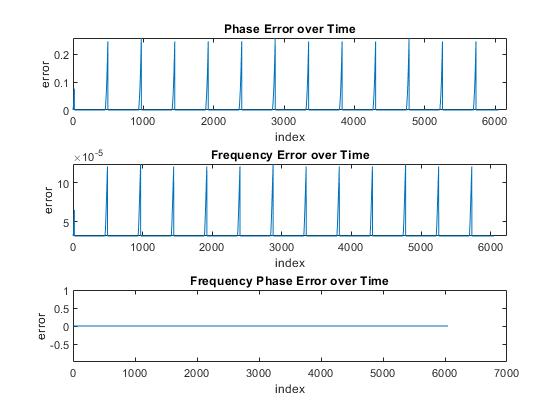 Phase Error over Time
0.2
0.1
0
error
0 1000 2000 3000 4000 5000 6000
index
Frequency Error over Time
×10⁻⁵
10
5
error
0 1000 2000 3000 4000 5000 6000
index
Frequency Phase Error over Time
1
0.5
0
-0.5
error
0 1000 2000 3000 4000 5000 6000 7000
index